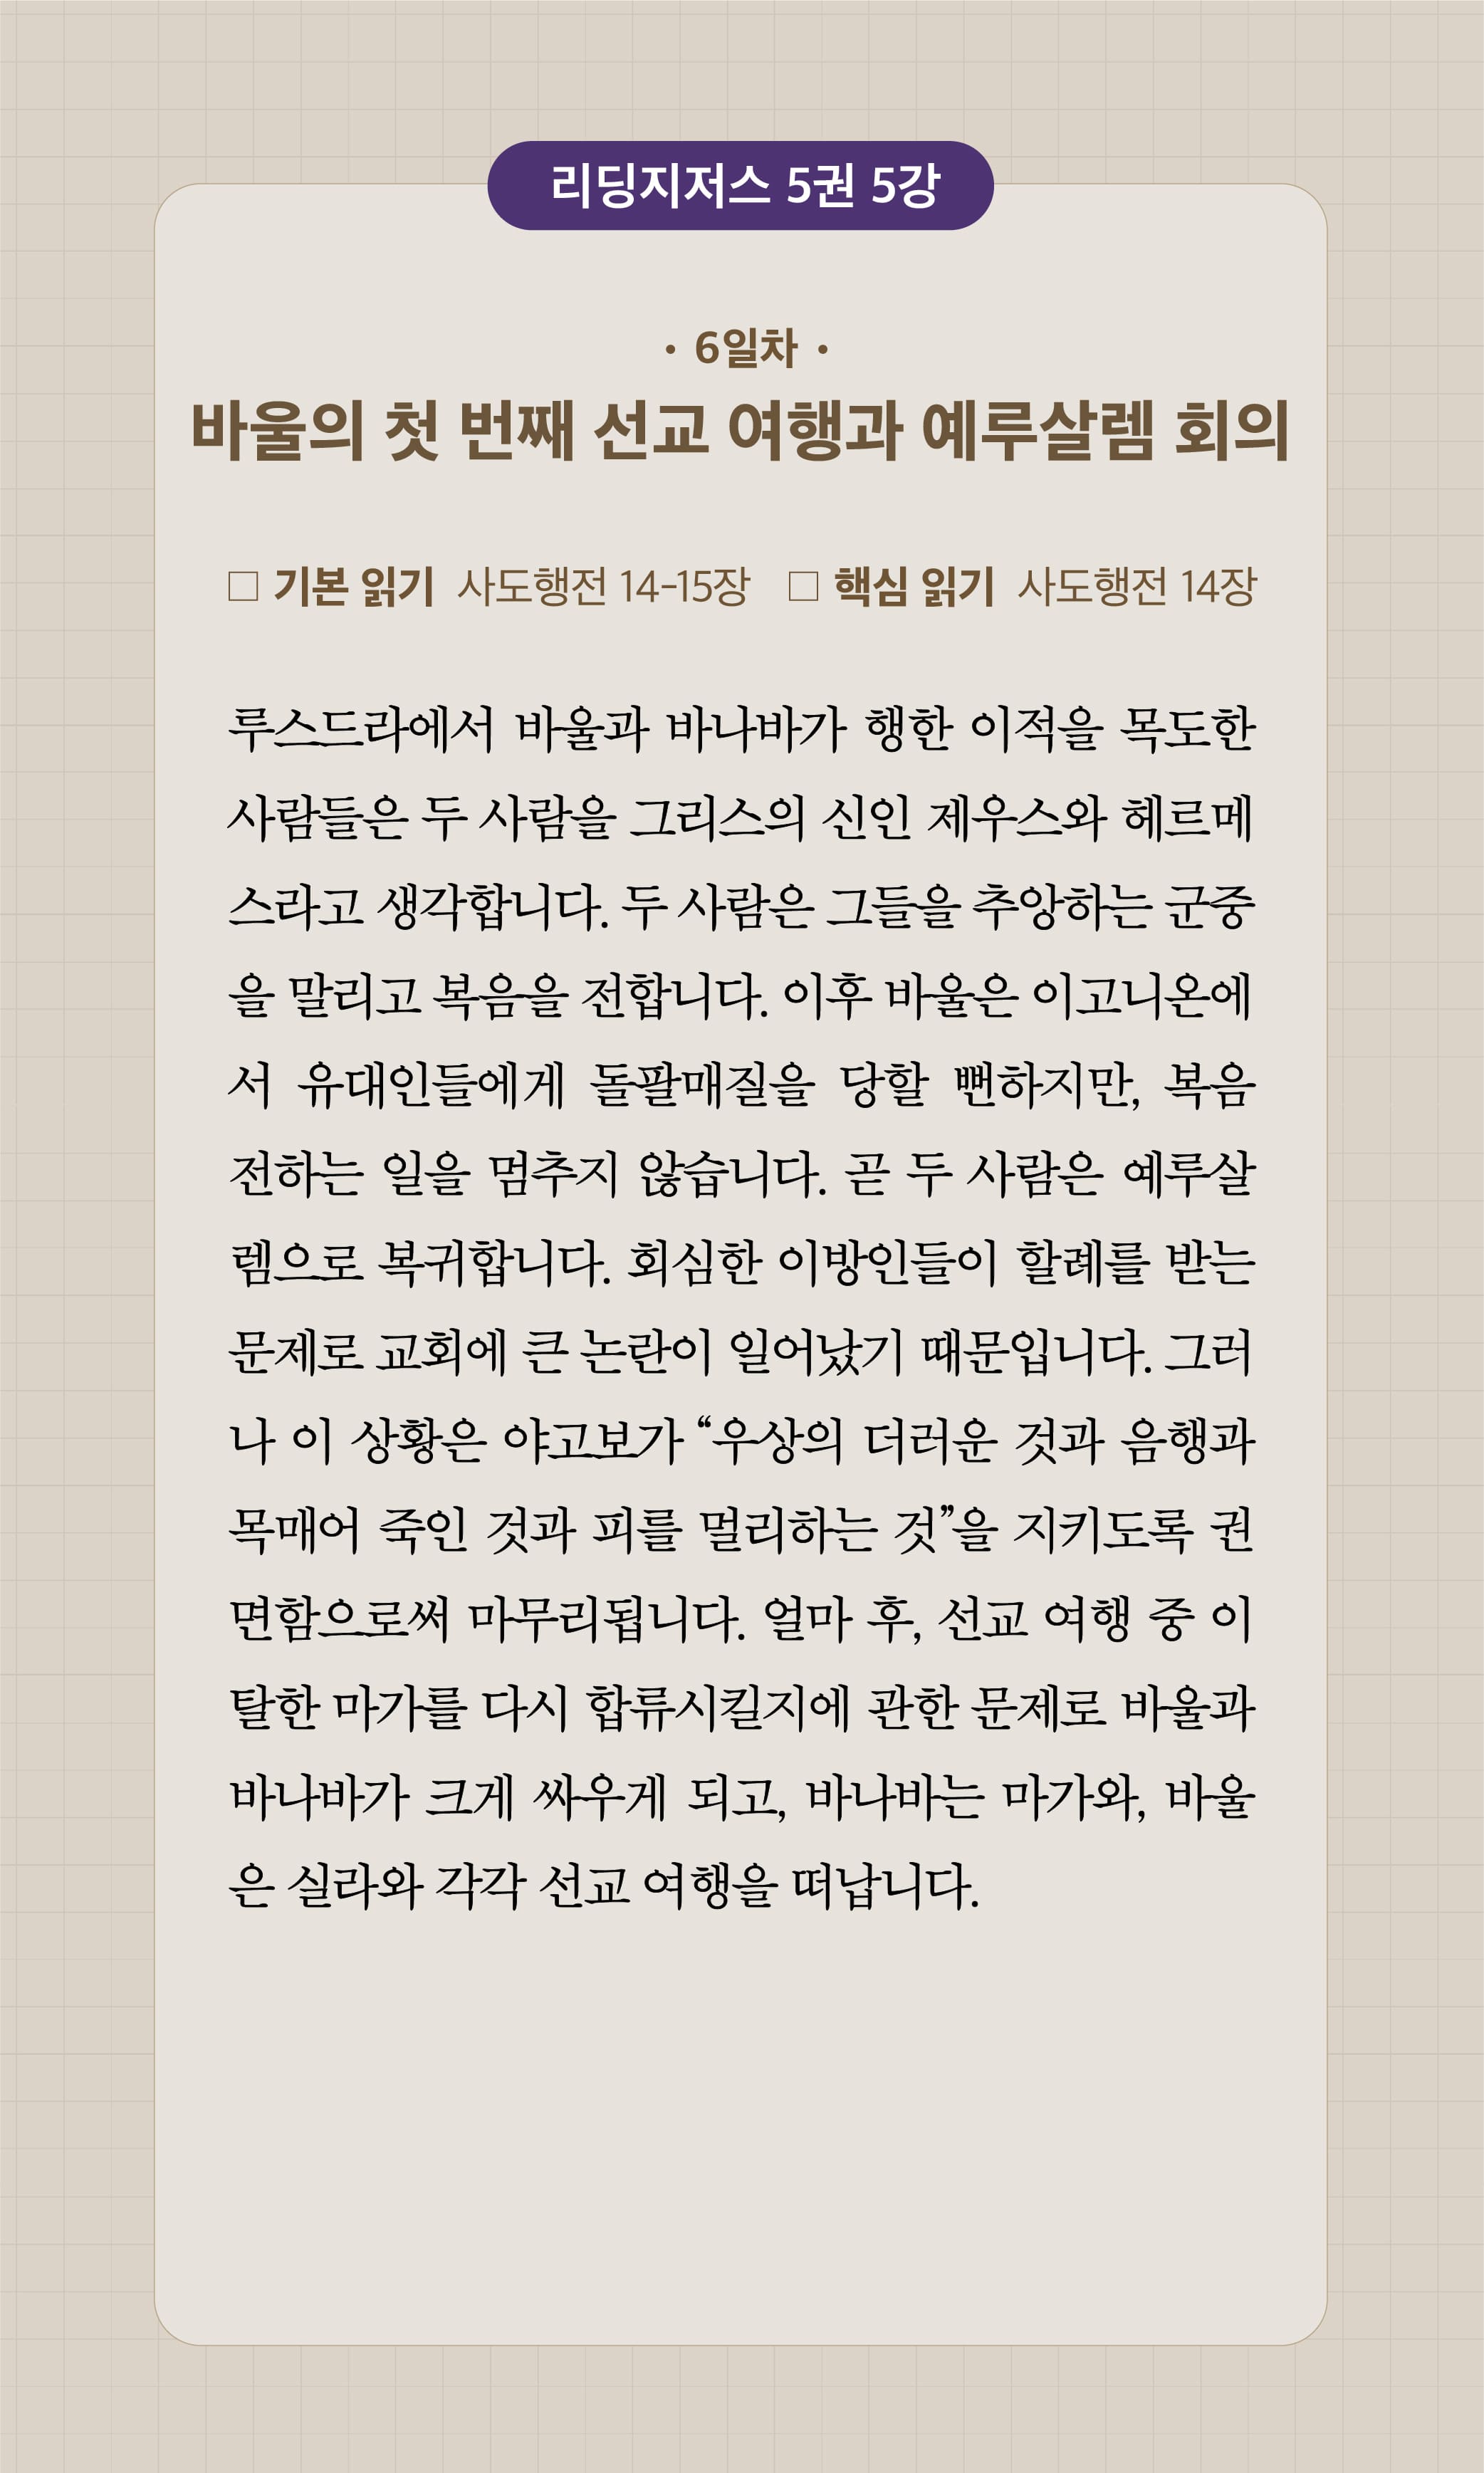 리딩지저스 5권 5강
· 6일차 ·
바울의 첫 번째 선교 여행과 예루살렘 회의
□ 기본 읽기 사도행전 14-15장 □ 핵심 읽기 사도행전 14장
루스드라에서 바울과 바나바가 행한 이적을 목도한
사람들은 두 사람을 그리스의 신인 제우스와 헤르메
스라고 생각합니다. 두 사람은 그들을 추앙하는 군중
을 말리고 복음을 전합니다. 이후 바울은 이고니온에
서 유대인들에게 돌팔매질을 당할 뻔하지만, 복음
전하는 일을 멈추지 않습니다. 곧 두 사람은 예루살
렘으로 복귀합니다. 회심한 이방인들이 할례를 받는
문제로 교회에 큰 논란이 일어났기 때문입니다. 그러
나 이 상황은 야고보가 “우상의 더러운 것과 음행과
목매어 죽인 것과 피를 멀리하는 것”을 지키도록 권
면함으로써 마무리됩니다. 얼마 후, 선교 여행 중 이
탈한 마가를 다시 합류시킬지에 관한 문제로 바울과
바나바가 크게 싸우게 되고, 바나바는 마가와, 바울
은 실라와 각각 선교 여행을 떠납니다.